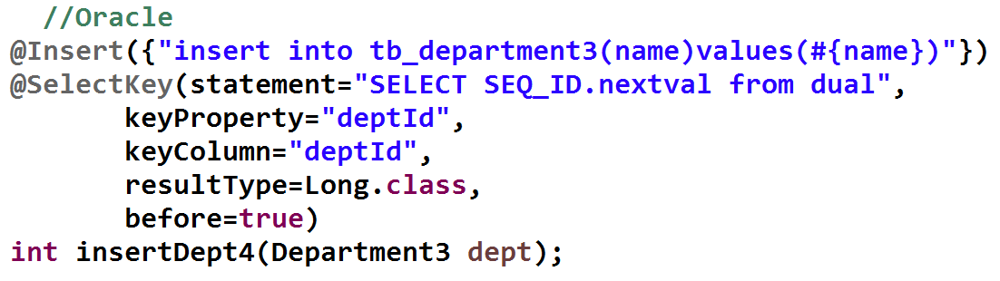 //Oracle
@Insert({"insert into tb_department3(name)values(#{name})"})
@SelectKey(statement="SELECT SEQ_ID.nextval from dual",
keyProperty="deptId",
keyColumn="deptId",
resultType=Long.class,
before=true)
int insertDept4(Department3 dept);